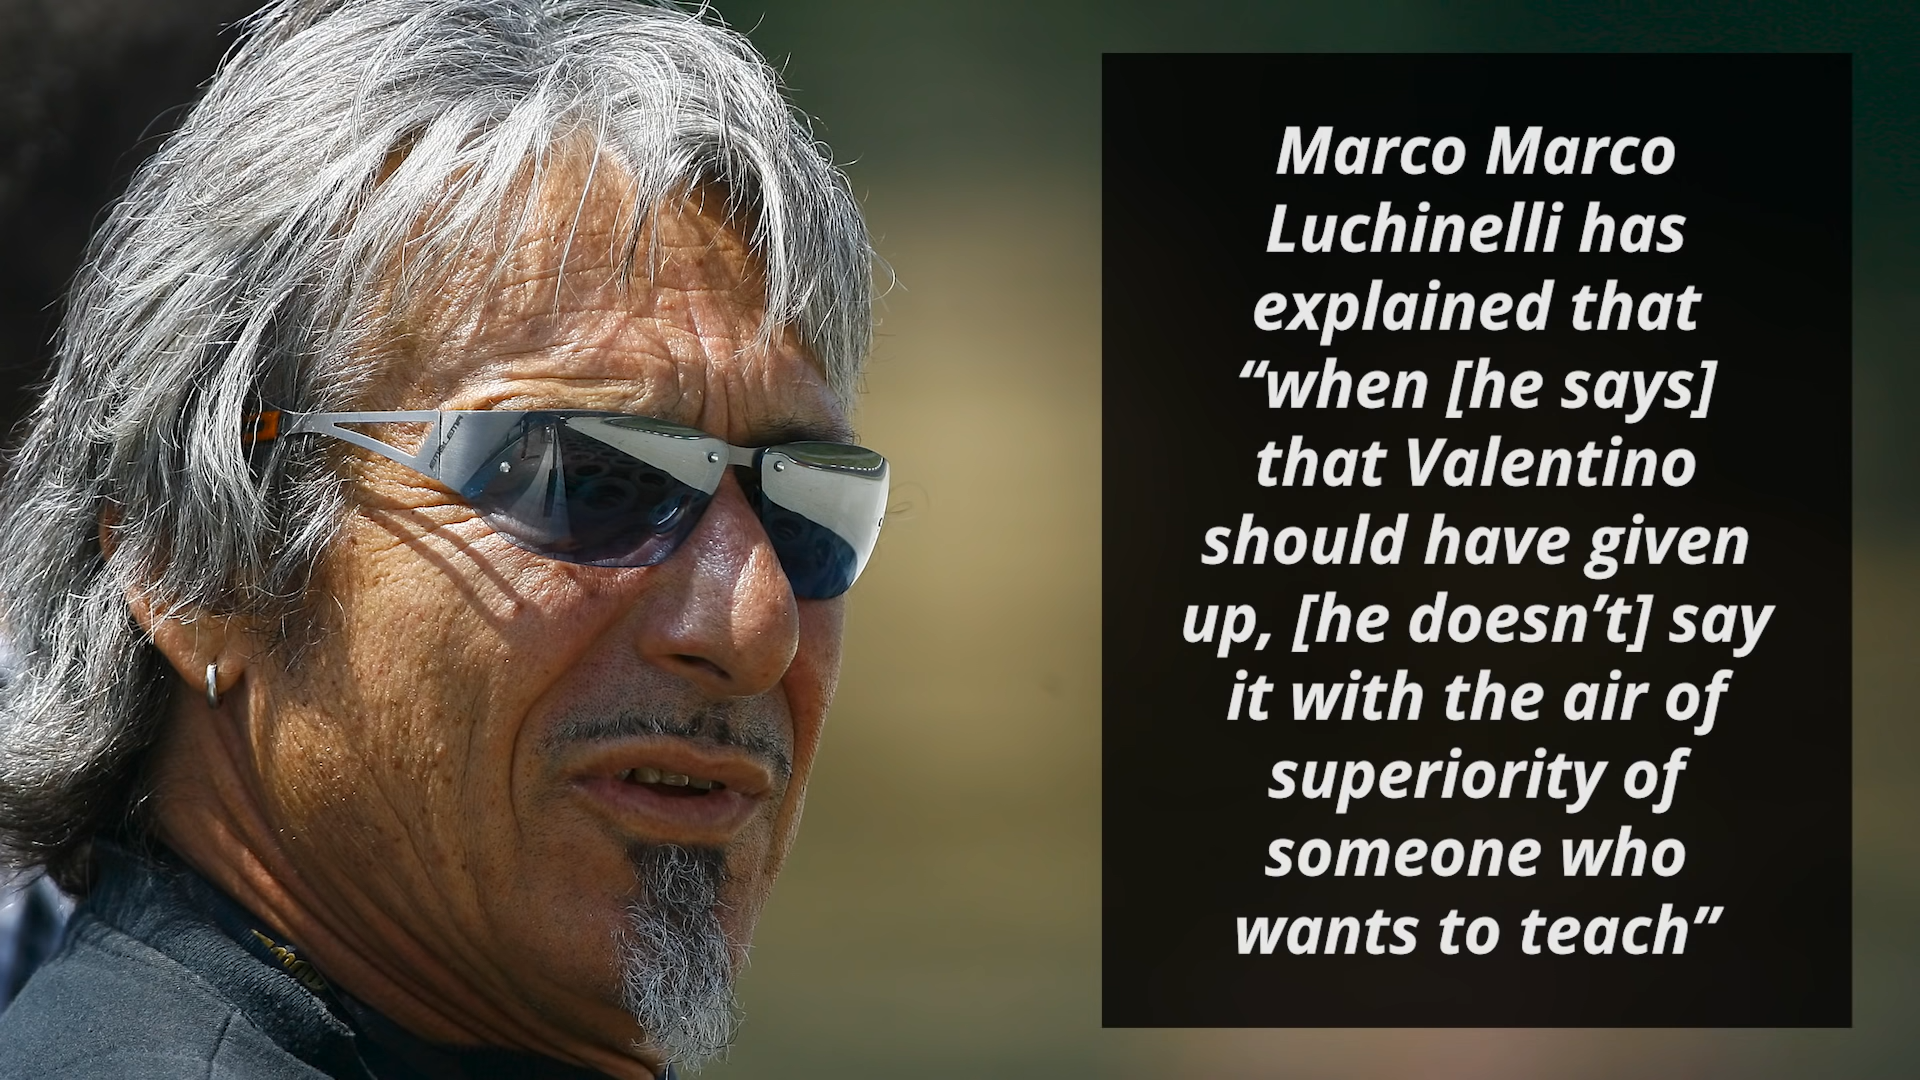 Marco Marco
Luchinelli has
explained that
“when [he says]
that Valentino
should have given
up, [he doesn’t] say
it with the air of
superiority of
someone who
wants to teach”